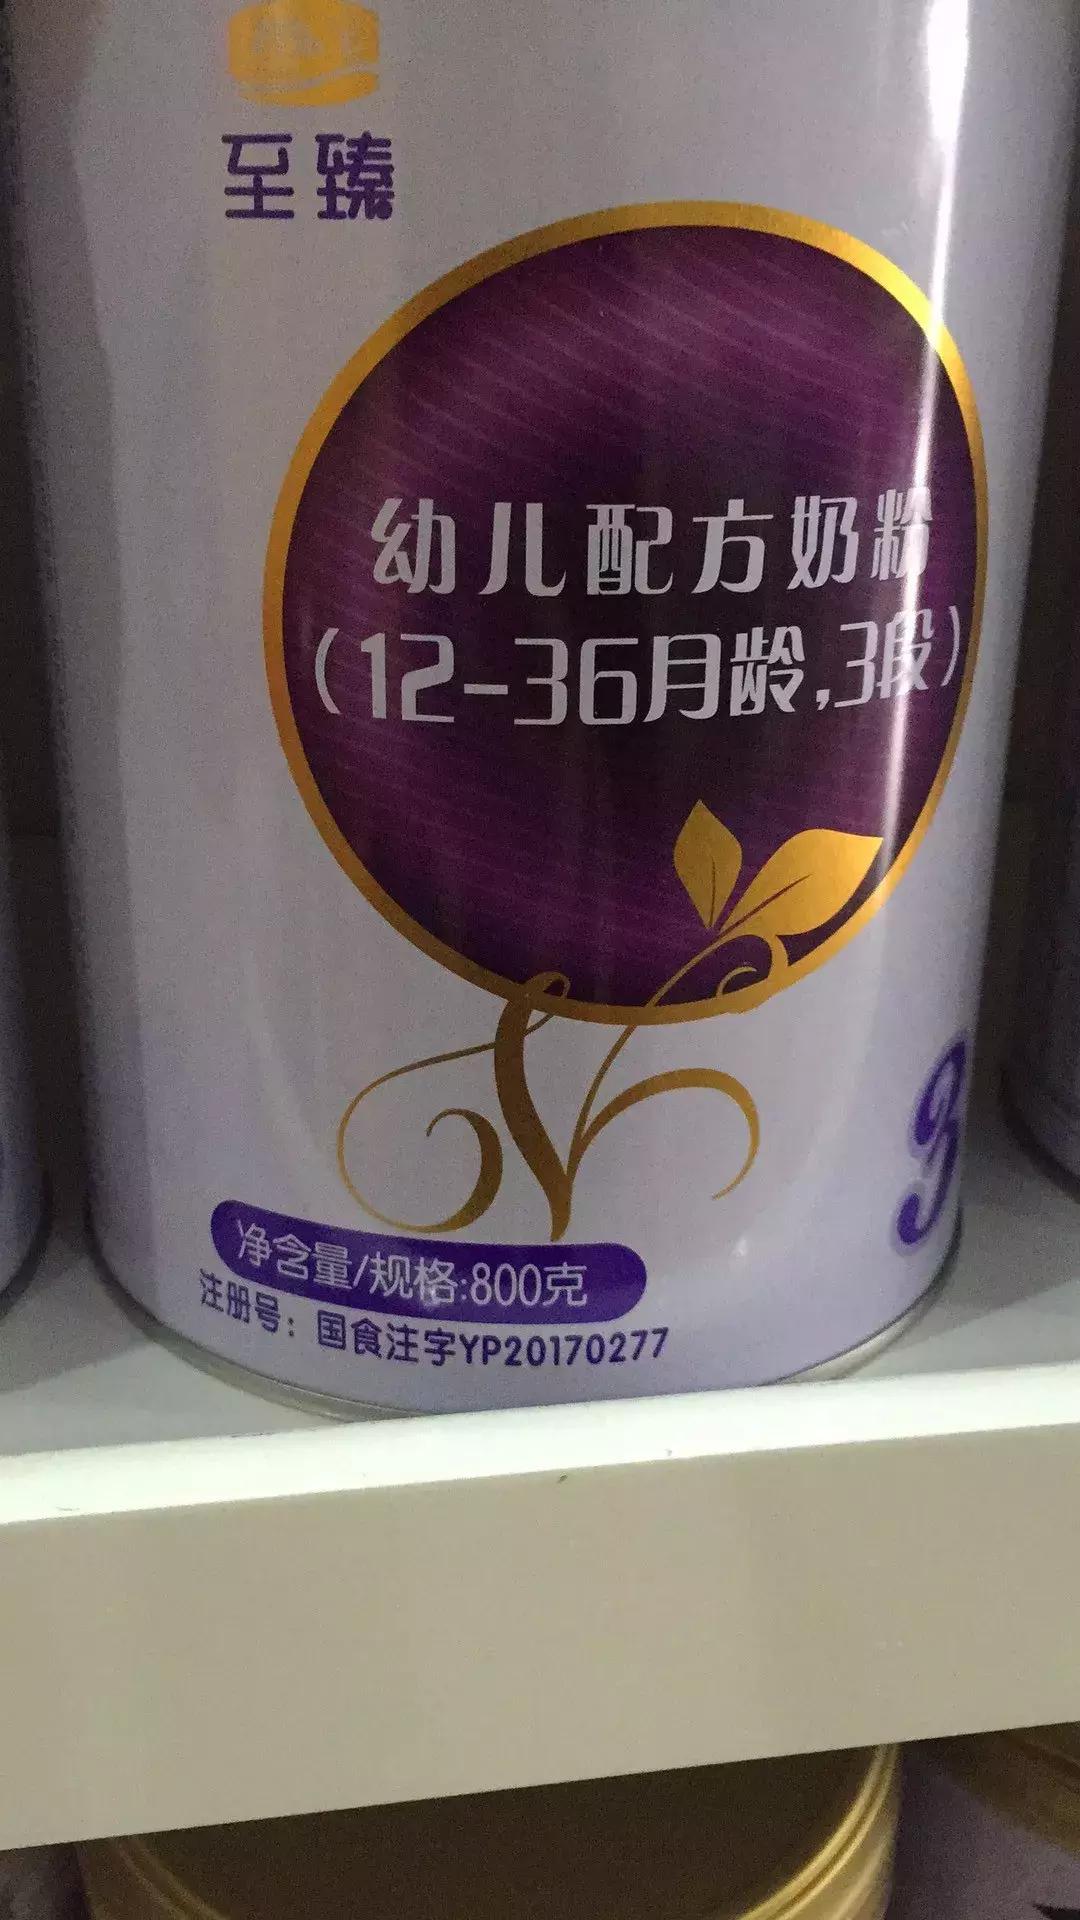 至臻
幼儿配方奶粉
(12-36月龄,3段)
3
净含量/规格:800克
注册号：国食注字YP20170277